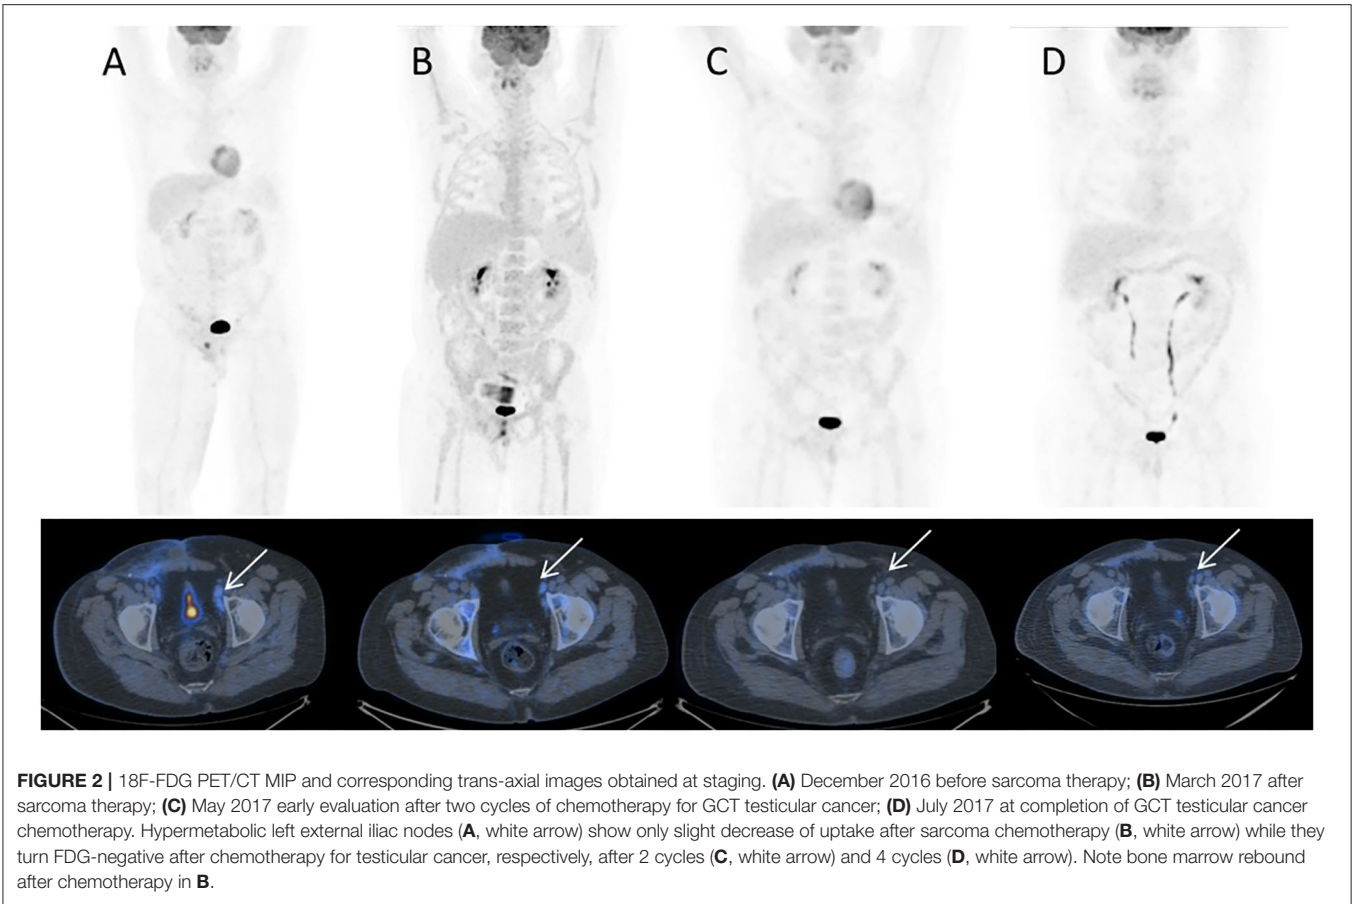 A
B
C
D
FIGURE 2 | 18F-FDG PET/CT MIP and corresponding trans-axial images obtained at staging. (A) December 2016 before sarcoma therapy; (B) March 2017 after
sarcoma therapy; (C) May 2017 early evaluation after two cycles of chemotherapy for GCT testicular cancer; (D) July 2017 at completion of GCT testicular cancer
chemotherapy. Hypermetabolic left external iliac nodes (A, white arrow) show only slight decrease of uptake after sarcoma chemotherapy (B, white arrow) while they
turn FDG-negative after chemotherapy for testicular cancer, respectively, after 2 cycles (C, white arrow) and 4 cycles (D, white arrow). Note bone marrow rebound
after chemotherapy in B.